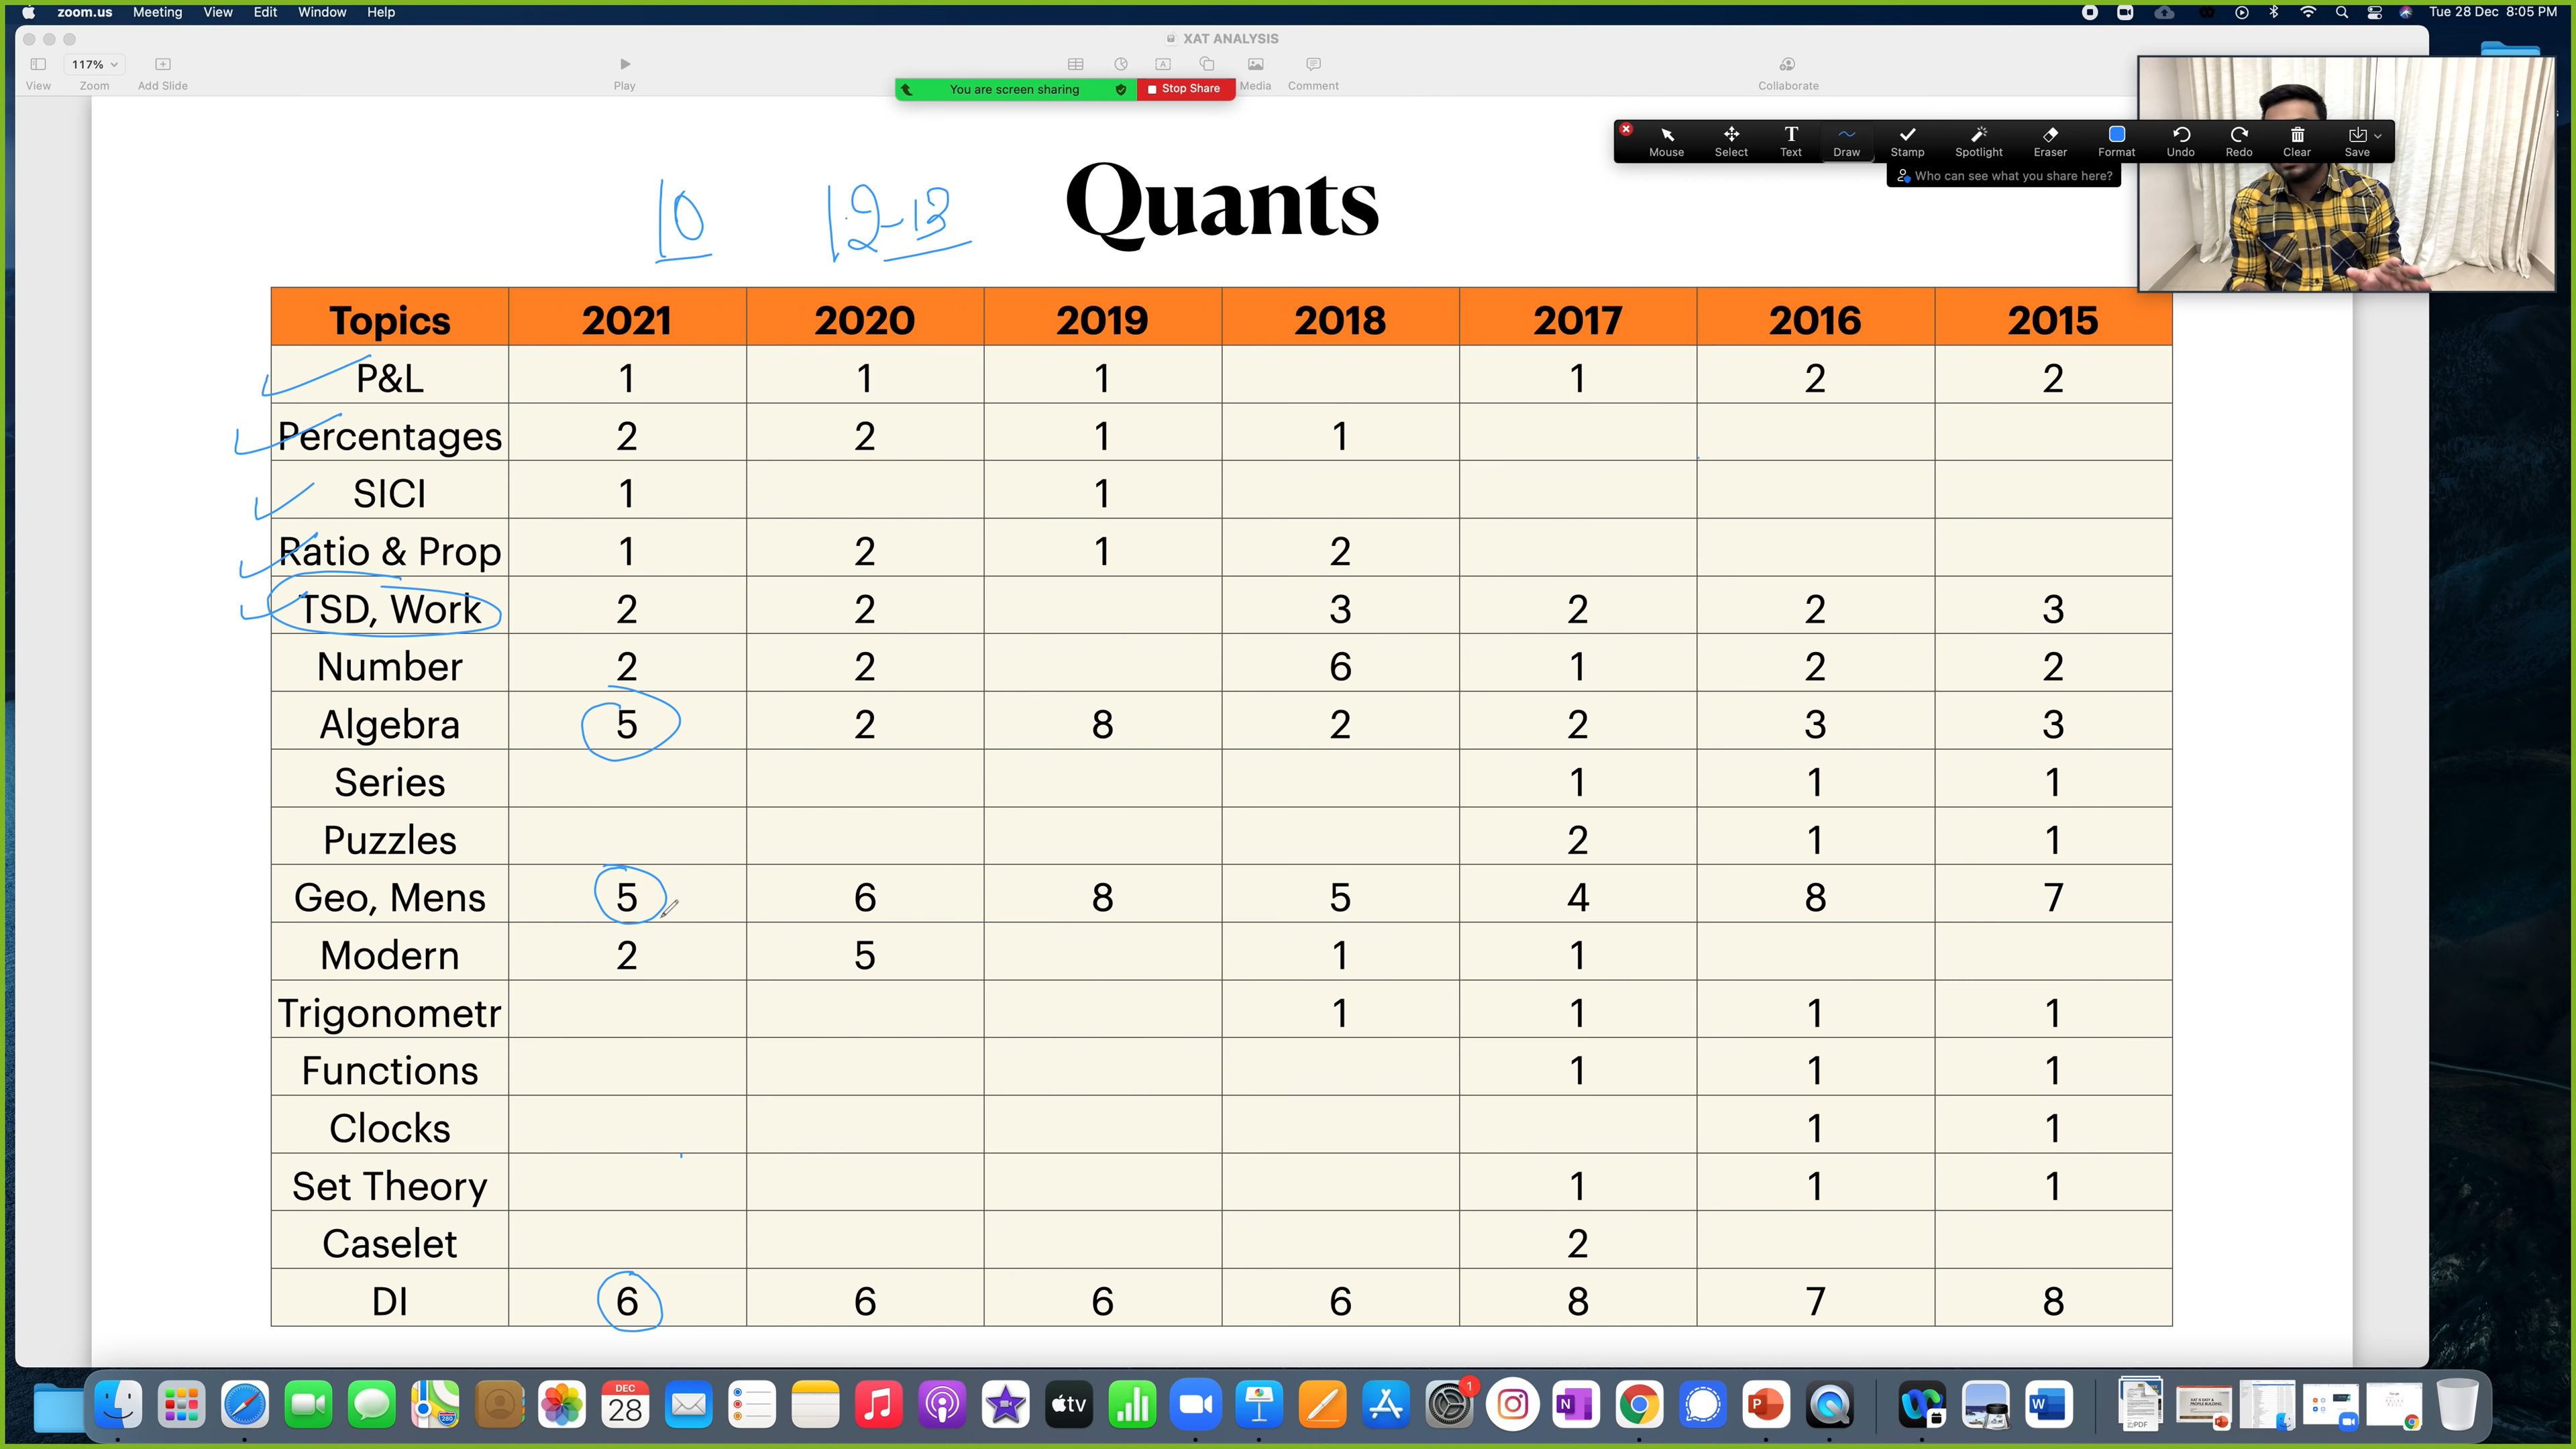 zoom.us Meeting View Edit Window Help
Tue 28 Dec 8:05 PM
XAT ANALYSIS
117%
View Zoom Add Slide Play Media Comment Collaborate
You are screen sharing Stop Share
Mouse Select Text Draw Stamp Spotlight Eraser Format Undo Redo Clear Save
Who can see what you share here?
10 12-13 Quants
Topics 2021 2020 2019 2018 2017 2016 2015
P&L 1 1 1 1 2 2
Percentages 2 2 1 1
SICI 1 1
Ratio & Prop 1 2 1 2
TSD, Work 2 2 3 2 2 3
Number 2 2 6 1 2 2
Algebra 5 2 8 2 2 3 3
Series 1 1 1
Puzzles 2 1 1
Geo, Mens 5 6 8 5 4 8 7
Modern 2 5 1 1
Trigonometr 1 1 1 1
Functions 1 1 1
Clocks 1 1
Set Theory 1 1 1
Caselet 2
DI 6 6 6 6 8 7 8
DEC
28
tv
1